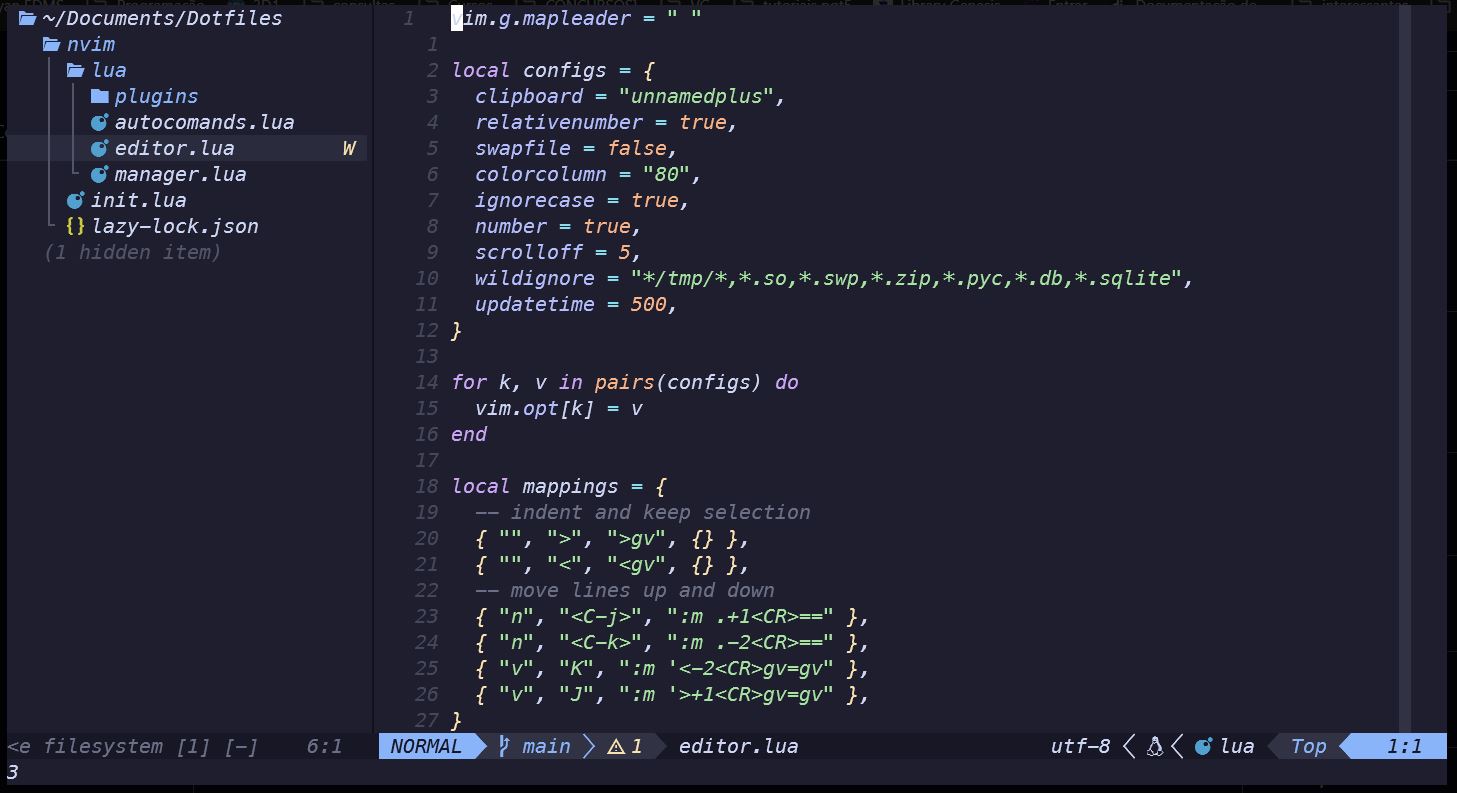 ~/Documents/Dotfiles
nvim
lua
plugins
autocomands.lua
editor.lua W
manager.lua
init.lua
{} lazy-lock.json
(1 hidden item)
1 vim.g.mapleader = " "
1
2 local configs = {
3 clipboard = "unnamedplus",
4 relativenumber = true,
5 swapfile = false,
6 colorcolumn = "80",
7 ignorecase = true,
8 number = true,
9 scrolloff = 5,
10 wildignore = "*/tmp/*,*.so,*.swp,*.zip,*.pyc,*.db,*.sqlite",
11 updatetime = 500,
12 }
13
14 for k, v in pairs(configs) do
15 vim.opt[k] = v
16 end
17
18 local mappings = {
19 -- indent and keep selection
20 { "", ">", ">gv", {} },
21 { "", "<", "<gv", {} },
22 -- move lines up and down
23 { "n", "<C-j>", ":m .+1<CR>==" },
24 { "n", "<C-k>", ":m .-2<CR>==" },
25 { "v", "K", ":m '<-2<CR>gv=gv" },
26 { "v", "J", ":m '>+1<CR>gv=gv" },
27 }
<e filesystem [1] [-] 6:1
NORMAL main 1 editor.lua utf-8 lua Top 1:1
3